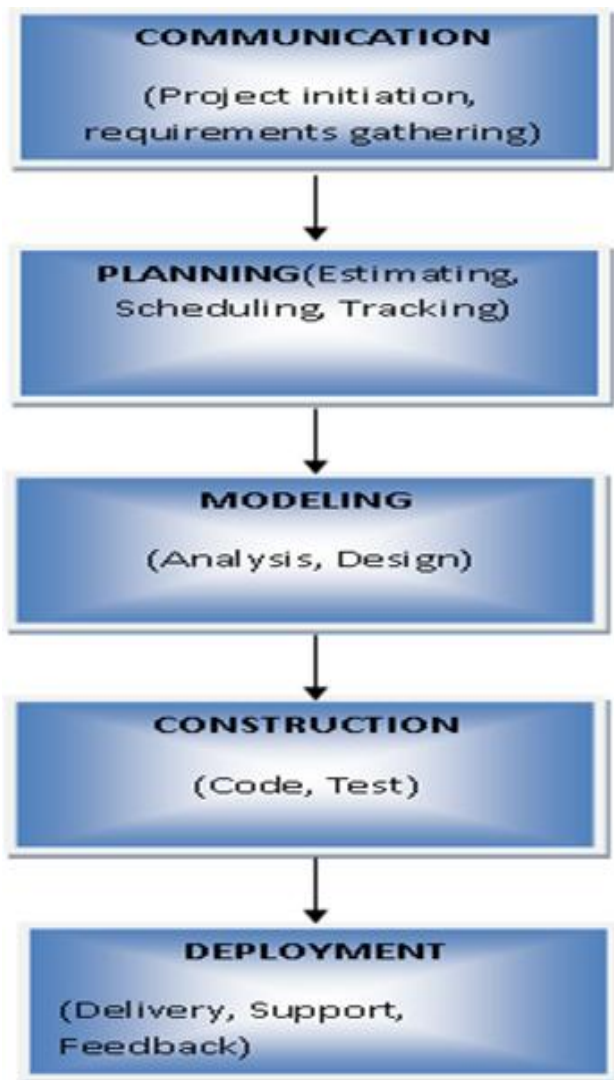 COMMUNICATION
(Project initiation,
requirements gathering)
PLANNING(Estimating,
Scheduling, Tracking)
MODELING
(Analysis, Design)
CONSTRUCTION
(Code, Test)
DEPLOYMENT
(Delivery, Support,
Feedback)